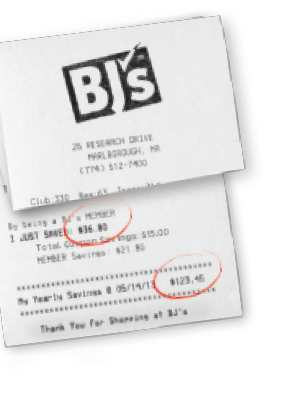 BJ's
25 RESEARCH DRIVE
MARLBOROUGH, MA
(774) 512-7400
Club 330 Reg 63
By being a BJ's MEMBER
I JUST SAVED: $36.80
Total Coupon Savings: $15.00
MEMBER Savings: $21.80
*****************************
My Yearly Savings @ 05/14/13 $123.45
*****************************
Thank You For Shopping at BJ's